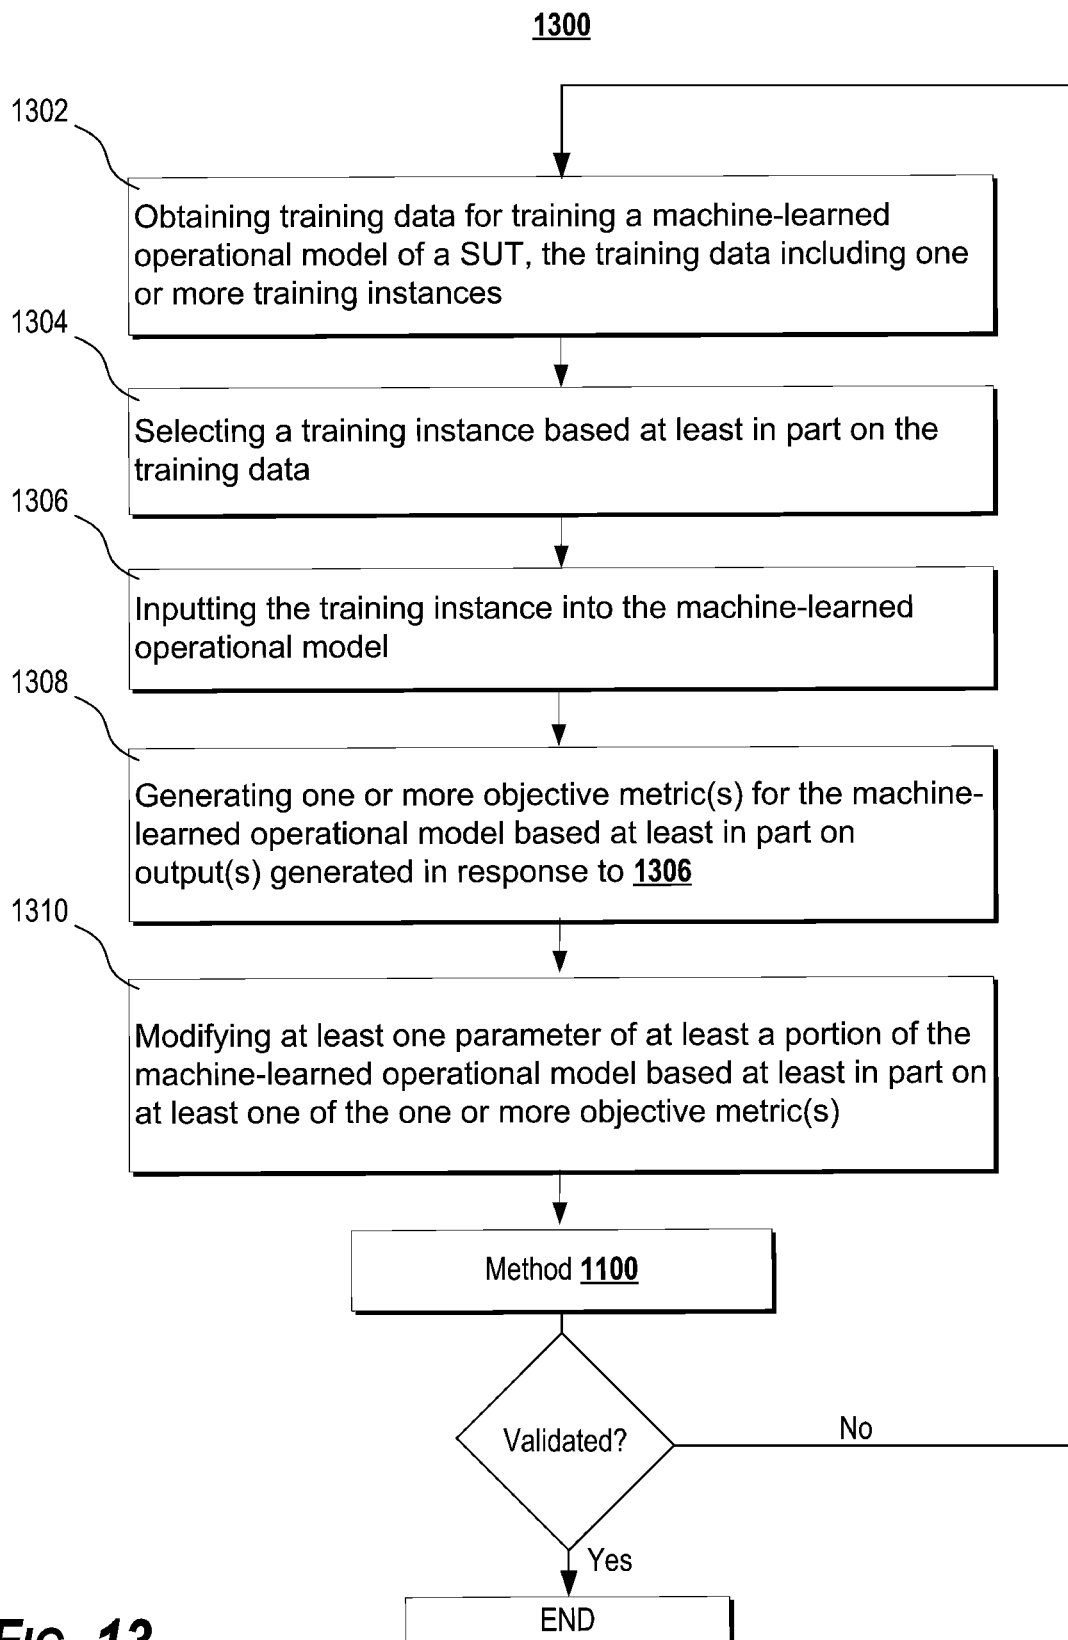 1300
1302
Obtaining training data for training a machine-learned
operational model of a SUT, the training data including one
or more training instances
1304
Selecting a training instance based at least in part on the
training data
1306
Inputting the training instance into the machine-learned
operational model
1308
Generating one or more objective metric(s) for the machine-
learned operational model based at least in part on
output(s) generated in response to 1306
1310
Modifying at least one parameter of at least a portion of the
machine-learned operational model based at least in part on
at least one of the one or more objective metric(s)
Method 1100
Validated?
No
Yes
END
FIG. 13